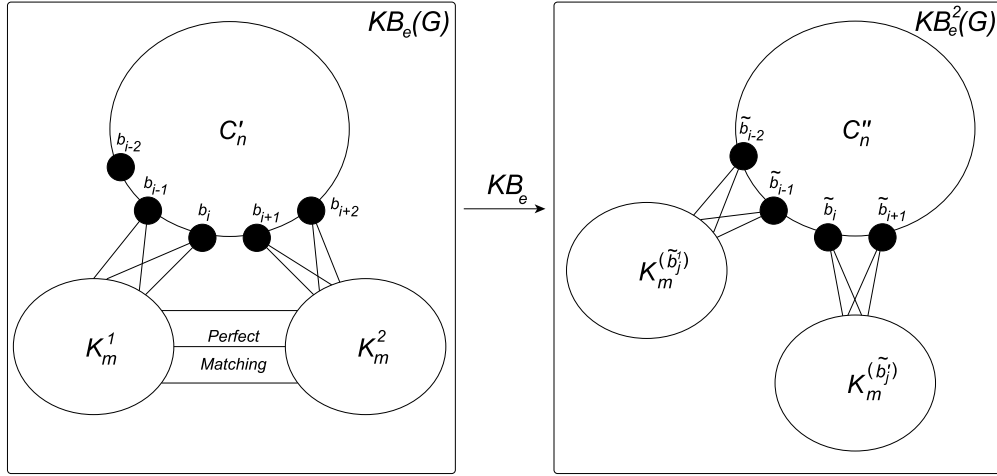 KB_e(G)
C'_n
b_{i-2}
b_{i-1}
b_i
b_{i+1}
b_{i+2}
K_m^1
Perfect
Matching
K_m^2
KB_e
KB_e^2(G)
C''_n
b̃_{i-2}
b̃_{i-1}
b̃_i
b̃_{i+1}
K_m^{(b̃_j^1)}
K_m^{(b̃_j')}